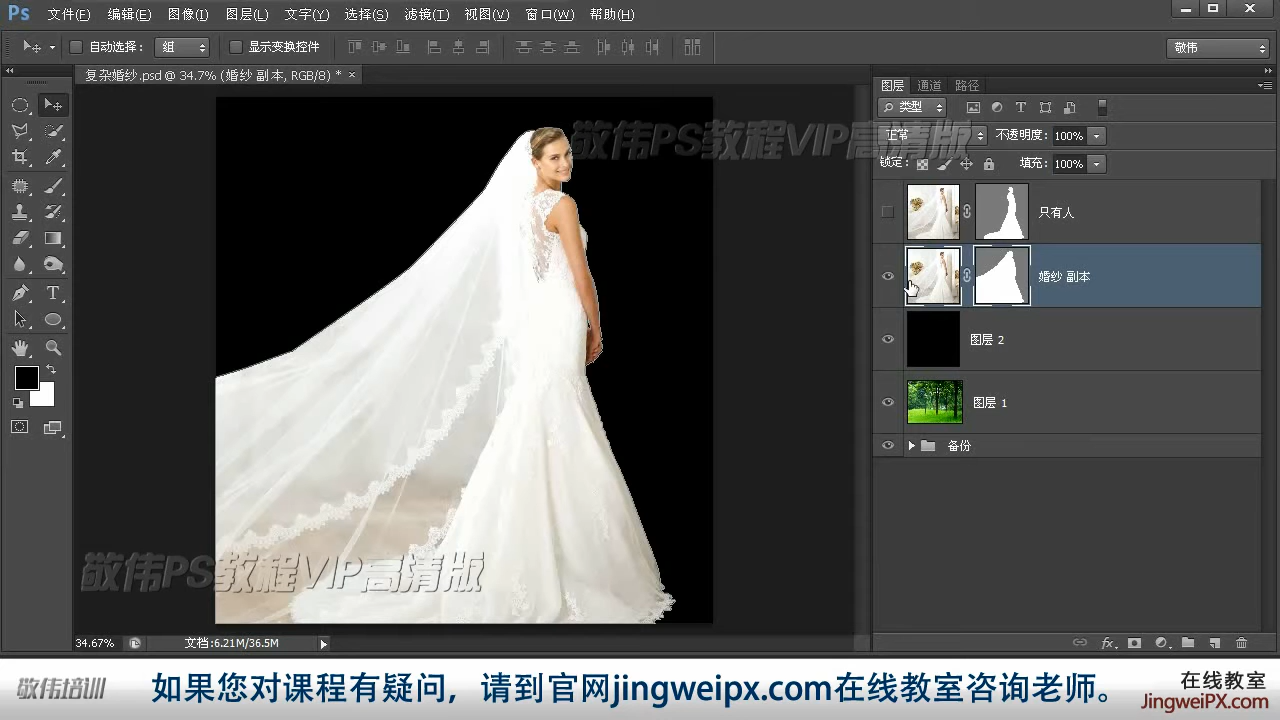 Ps 文件(F) 编辑(E) 图像(I) 图层(L) 文字(Y) 选择(S) 滤镜(T) 视图(V) 窗口(W) 帮助(H)
自动选择： 组 显示变换控件 敬伟
复杂婚纱.psd @ 34.7% (婚纱 副本, RGB/8) * ×
图层 通道 路径
类型
正常 不透明度： 100%
敬伟PS教程VIP高清版
锁定： 填充： 100%
只有人
婚纱 副本
图层 2
图层 1
备份
敬伟PS教程VIP高清版
34.67% 文档:6.21M/36.5M
敬伟培训 如果您对课程有疑问，请到官网jingweipx.com在线教室咨询老师。
在线教室
JingweiPX.com